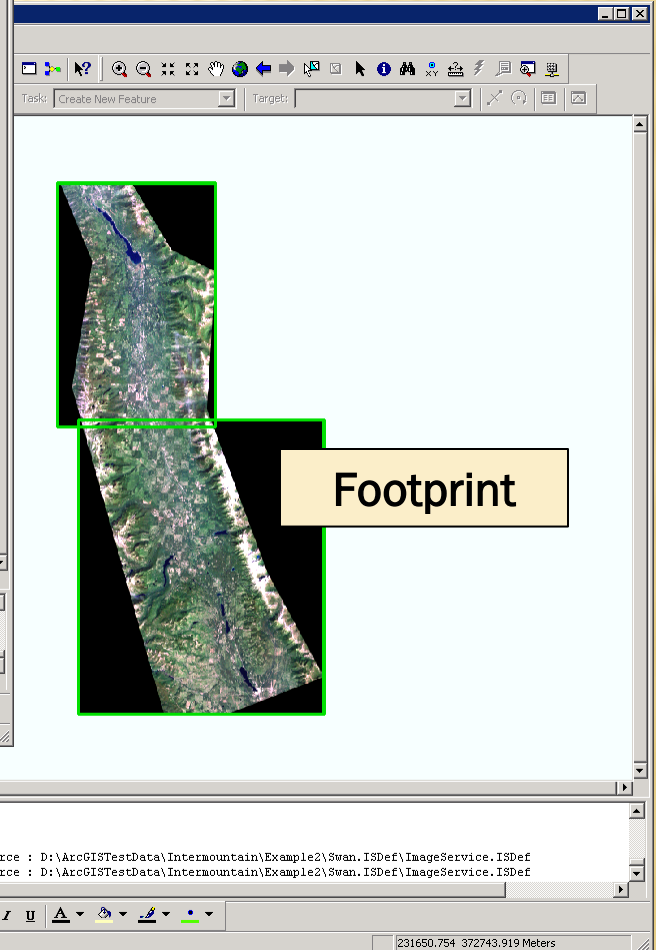 Task: Create New Feature Target:
Footprint
rce : D:\ArcGISTestData\Intermountain\Example2\Swan.ISDef\ImageService.ISDef
rce : D:\ArcGISTestData\Intermountain\Example2\Swan.ISDef\ImageService.ISDef
I U A
231650.754 372743.919 Meters